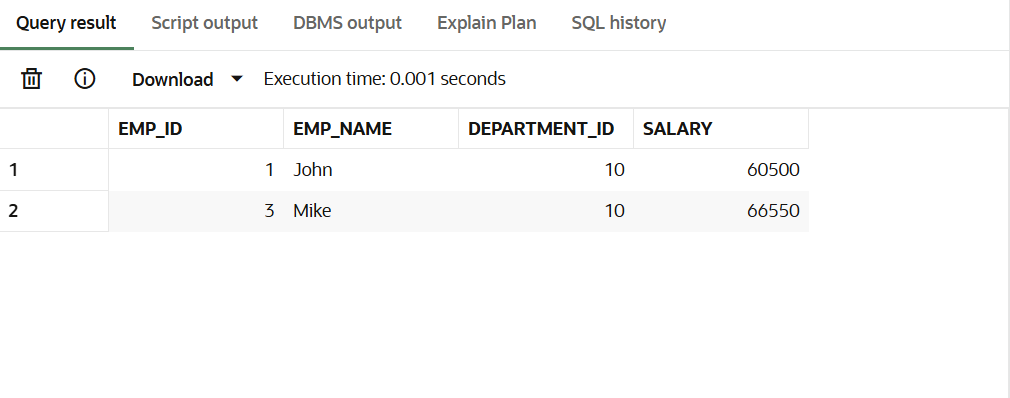 Query result Script output DBMS output Explain Plan SQL history
Download Execution time: 0.001 seconds
EMP_ID EMP_NAME DEPARTMENT_ID SALARY
1 1 John 10 60500
2 3 Mike 10 66550